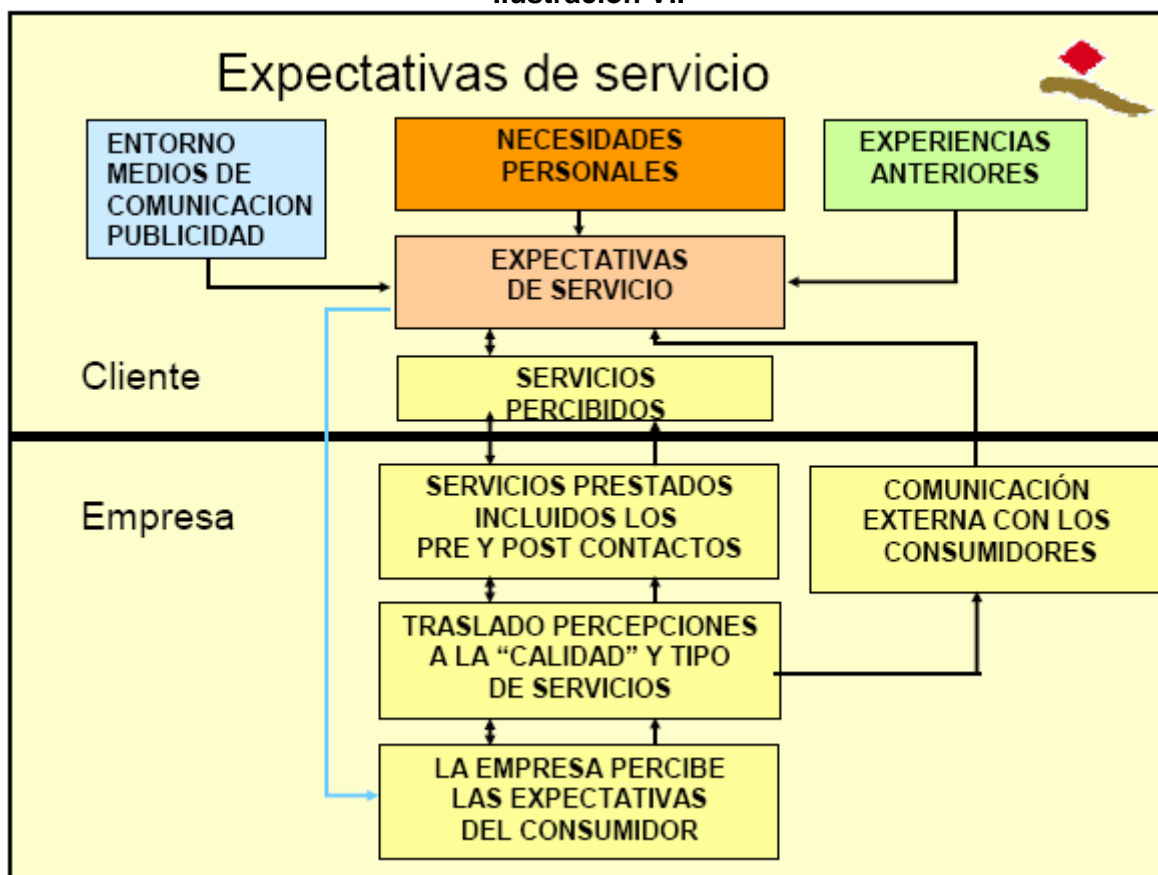 Ilustración VII
Expectativas de servicio
ENTORNO
MEDIOS DE
COMUNICACION
PUBLICIDAD
NECESIDADES
PERSONALES
EXPERIENCIAS
ANTERIORES
EXPECTATIVAS
DE SERVICIO
Cliente
SERVICIOS
PERCIBIDOS
Empresa
SERVICIOS PRESTADOS
INCLUIDOS LOS
PRE Y POST CONTACTOS
COMUNICACIÓN
EXTERNA CON LOS
CONSUMIDORES
TRASLADO PERCEPCIONES
A LA “CALIDAD” Y TIPO
DE SERVICIOS
LA EMPRESA PERCIBE
LAS EXPECTATIVAS
DEL CONSUMIDOR